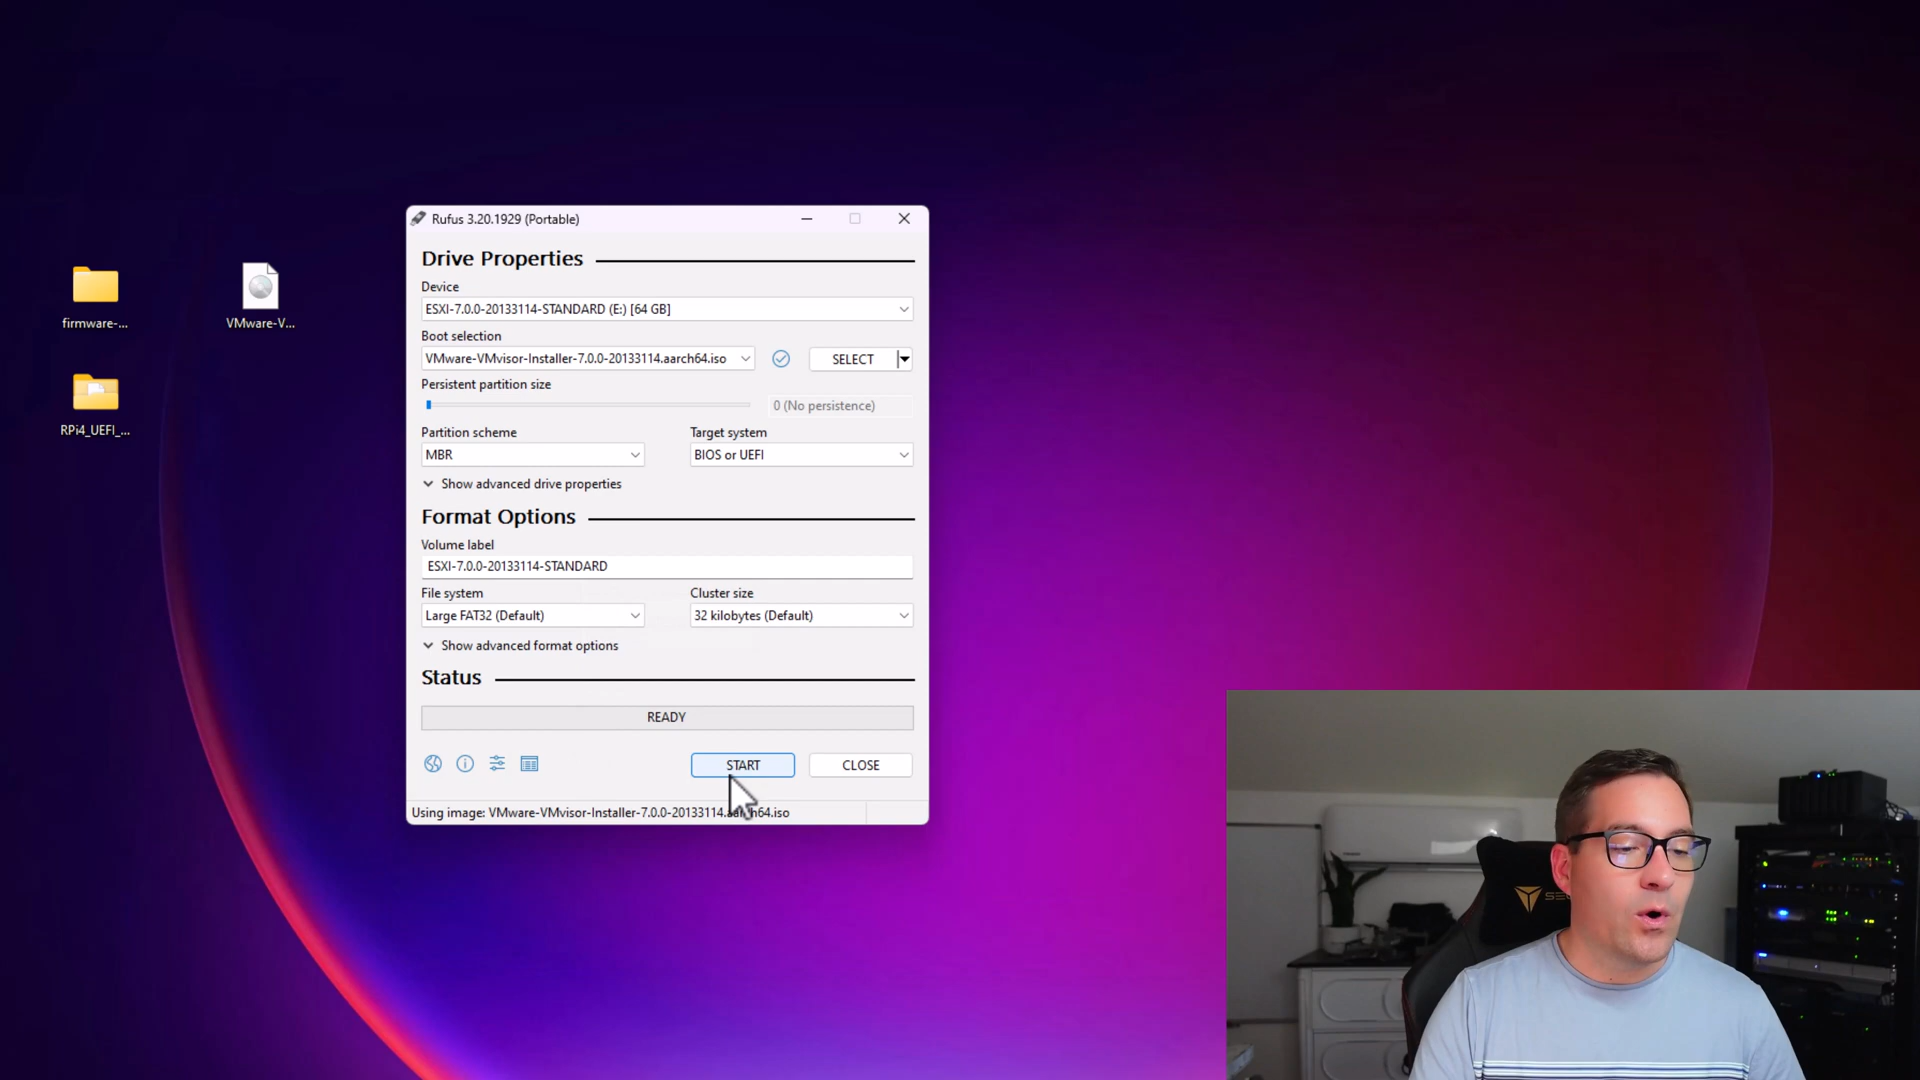 Rufus 3.20.1929 (Portable)
Drive Properties
Device
ESXI-7.0.0-20133114-STANDARD (E:) [64 GB]
Boot selection
VMware-VMvisor-Installer-7.0.0-20133114.aarch64.iso
SELECT
Persistent partition size
0 (No persistence)
Partition scheme
Target system
MBR
BIOS or UEFI
Show advanced drive properties
Format Options
Volume label
ESXI-7.0.0-20133114-STANDARD
File system
Cluster size
Large FAT32 (Default)
32 kilobytes (Default)
Show advanced format options
Status
READY
START
CLOSE
Using image: VMware-VMvisor-Installer-7.0.0-20133114.aarch64.iso
firmware-...
VMware-V...
RPi4_UEFI_...